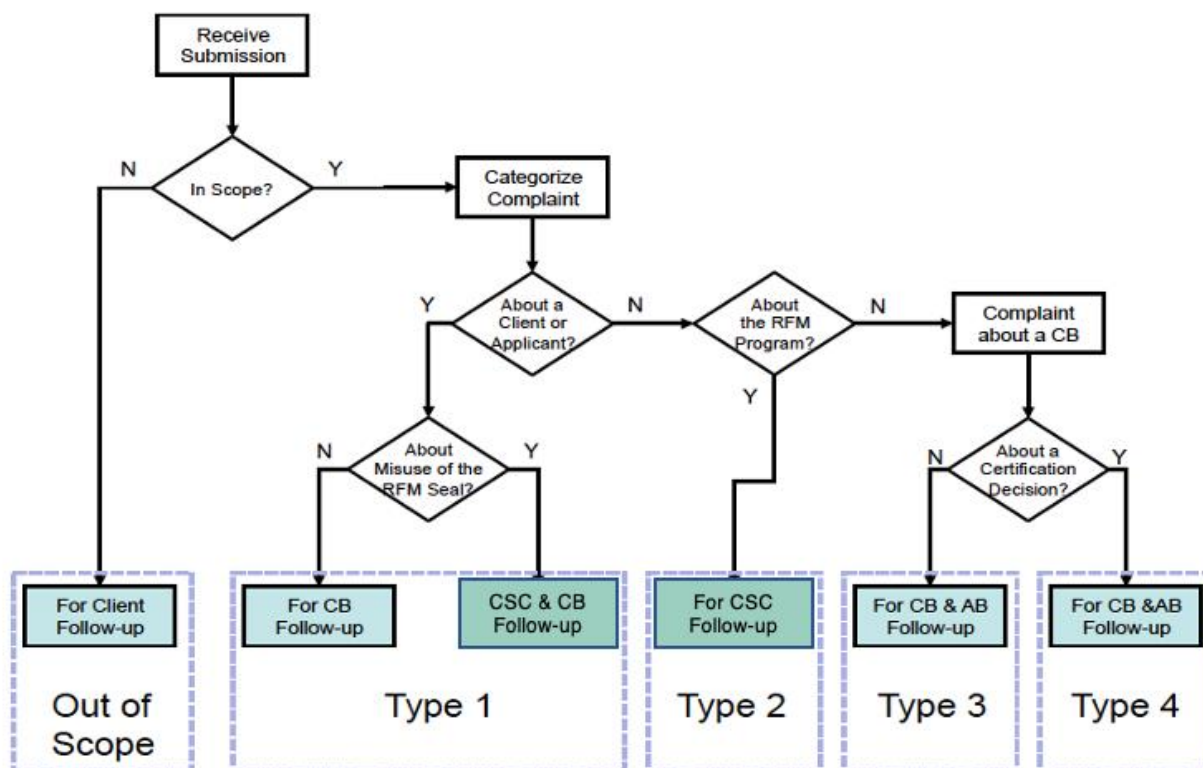 Receive
Submission
N
Y
In Scope?
Categorize
Complaint
Y
About a
Client or
Applicant?
N
About
the RFM
Program?
N
Complaint
about a CB
Y
N
About
Misuse of the
RFM Seal?
Y
N
About a
Certification
Decision?
Y
For Client
Follow-up
For CB
Follow-up
CSC & CB
Follow-up
For CSC
Follow-up
For CB & AB
Follow-up
For CB &AB
Follow-up
Out of
Scope
Type 1
Type 2
Type 3
Type 4